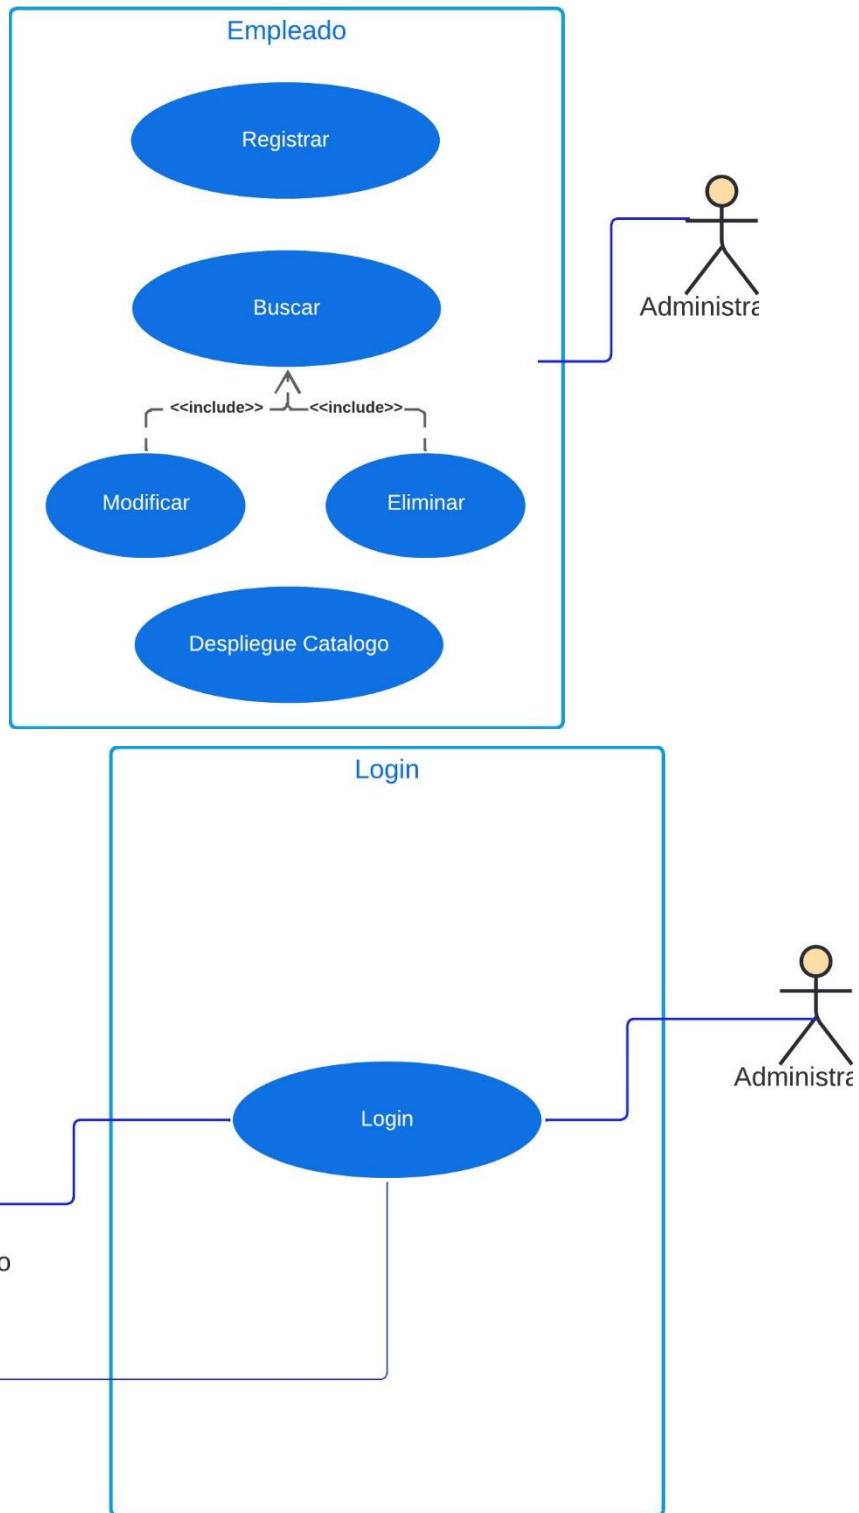 Empleado
Registrar
Buscar
Administra
<<include>> <<include>>
Modificar Eliminar
Despliegue Catalogo
Login
Administra
Login
o